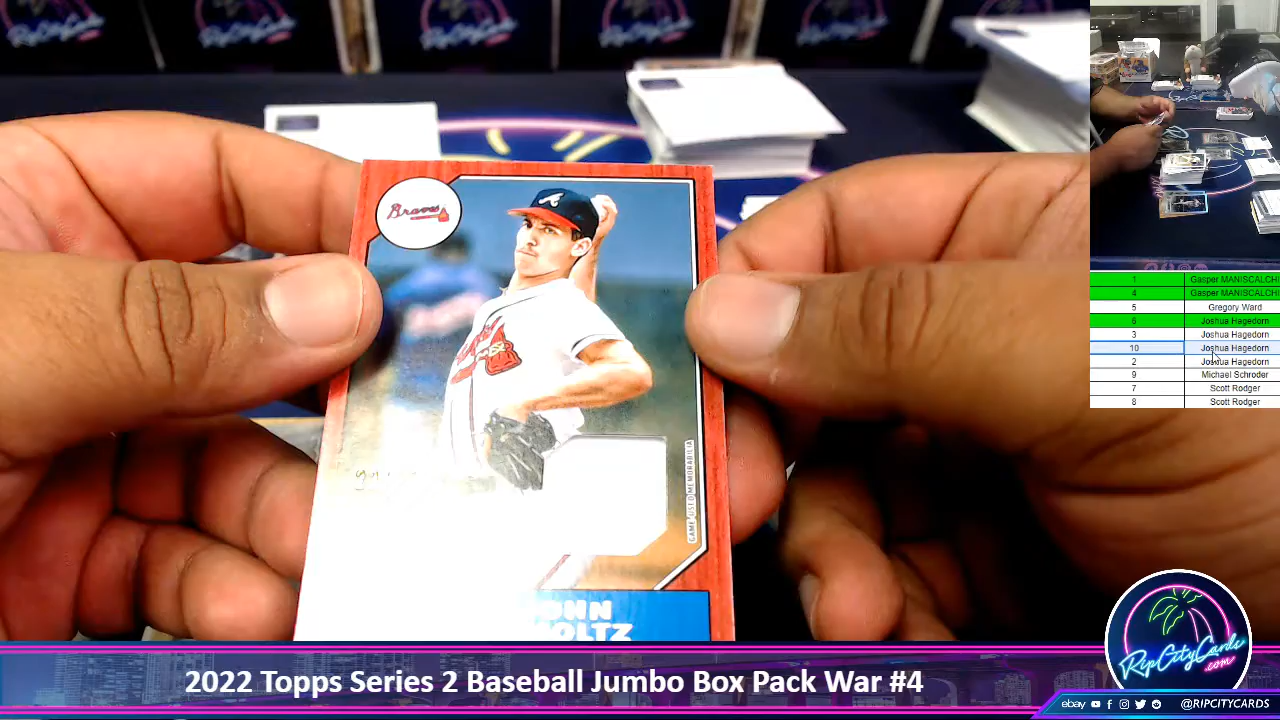 Braves
A
GAME-USED MEMORABILIA
JOHN
1 Gasper MANISCALCHI
4 Gasper MANISCALCHI
5 Gregory Ward
6 Joshua Hagedorn
3 Joshua Hagedorn
10 Joshua Hagedorn
2 Joshua Hagedorn
9 Michael Schroder
7 Scott Rodger
8 Scott Rodger
2022 Topps Series 2 Baseball Jumbo Box Pack War #4
RipCityCards
.com
ebay @RIPCITYCARDS